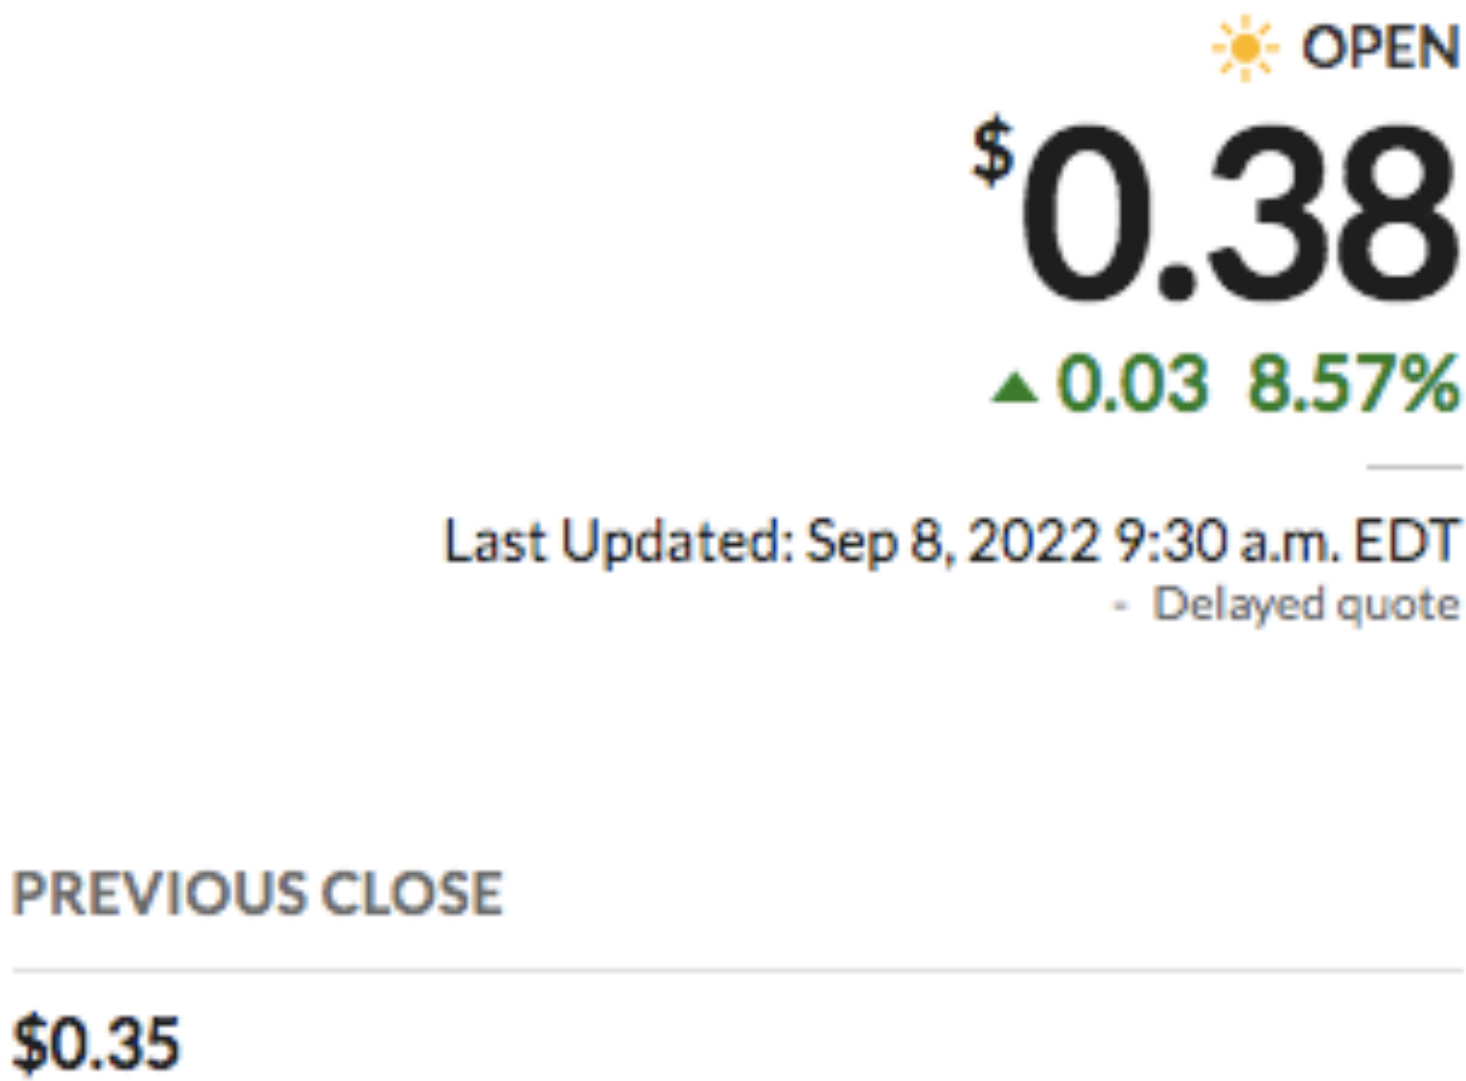 OPEN
$0.38
▲ 0.03 8.57%
Last Updated: Sep 8, 2022 9:30 a.m. EDT
- Delayed quote
PREVIOUS CLOSE
$0.35